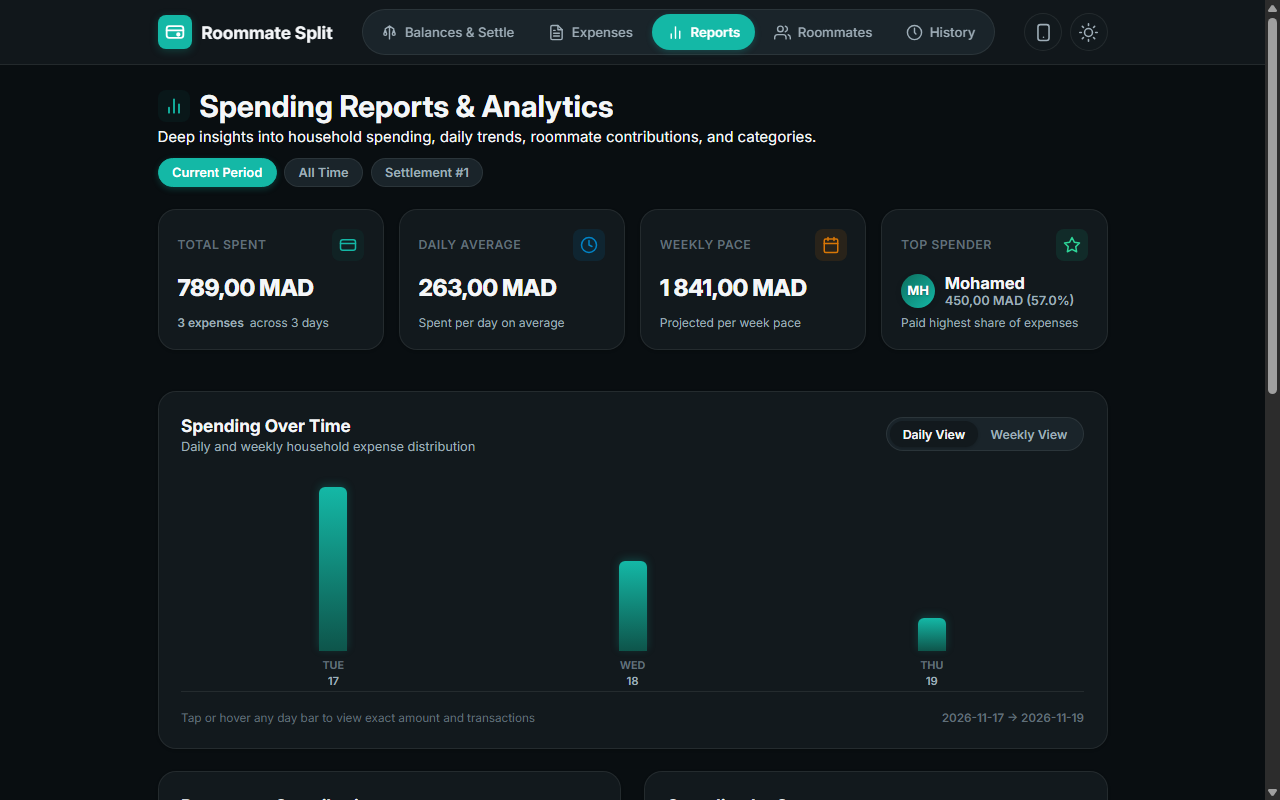 Roommate Split
Balances & Settle
Expenses
Reports
Roommates
History
Spending Reports & Analytics
Deep insights into household spending, daily trends, roommate contributions, and categories.
Current Period
All Time
Settlement #1
TOTAL SPENT
789,00 MAD
3 expenses across 3 days
DAILY AVERAGE
263,00 MAD
Spent per day on average
WEEKLY PACE
1 841,00 MAD
Projected per week pace
TOP SPENDER
MH
Mohamed
450,00 MAD (57.0%)
Paid highest share of expenses
Spending Over Time
Daily and weekly household expense distribution
Daily View
Weekly View
TUE
17
WED
18
THU
19
Tap or hover any day bar to view exact amount and transactions
2026-11-17 → 2026-11-19